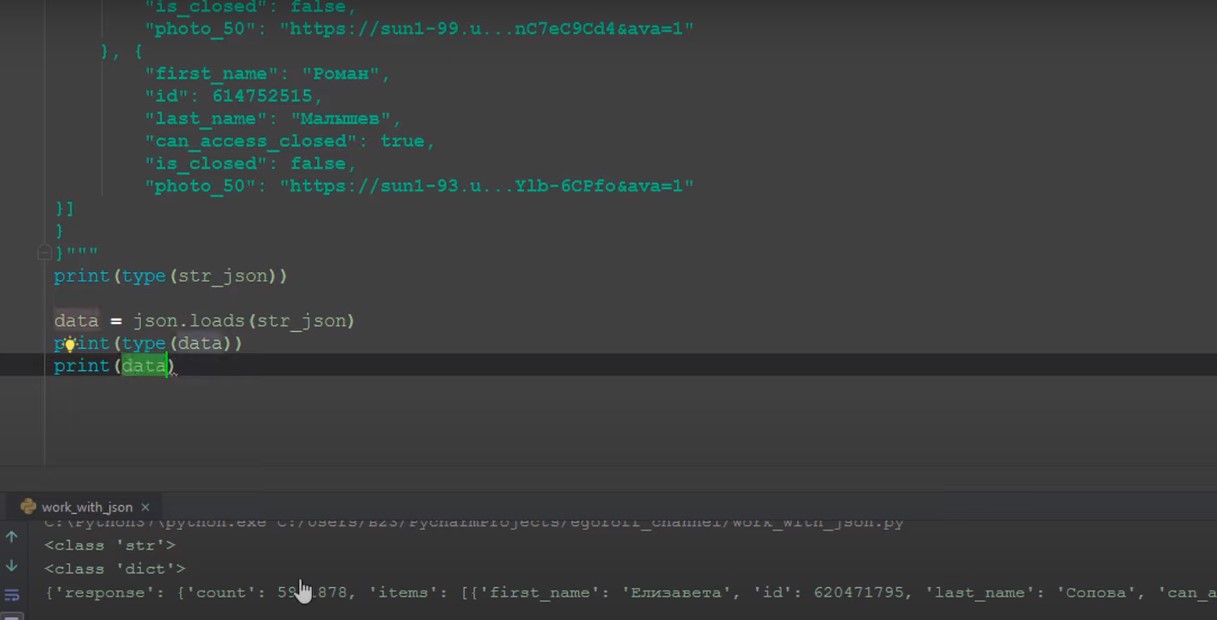 "is_closed": false,
"photo_50": "https://sun1-99.u...nC7eC9Cd4&ava=1"
}, {
"first_name": "Роман",
"id": 614752515,
"last_name": "Малышев",
"can_access_closed": true,
"is_closed": false,
"photo_50": "https://sun1-93.u...Ylb-6CPfo&ava=1"
}]
}
}"""
print(type(str_json))
data = json.loads(str_json)
print(type(data))
print(data)
work_with_json
C:\Python37\python.exe C:/Users/B23/PycharmProjects/egoroff_channel/work_with_json.py
<class 'str'>
<class 'dict'>
{'response': {'count': 'items': [{'first_name': 'Елизавета', 'id': 620471795, 'last_name': 'Сопова', 'can_a